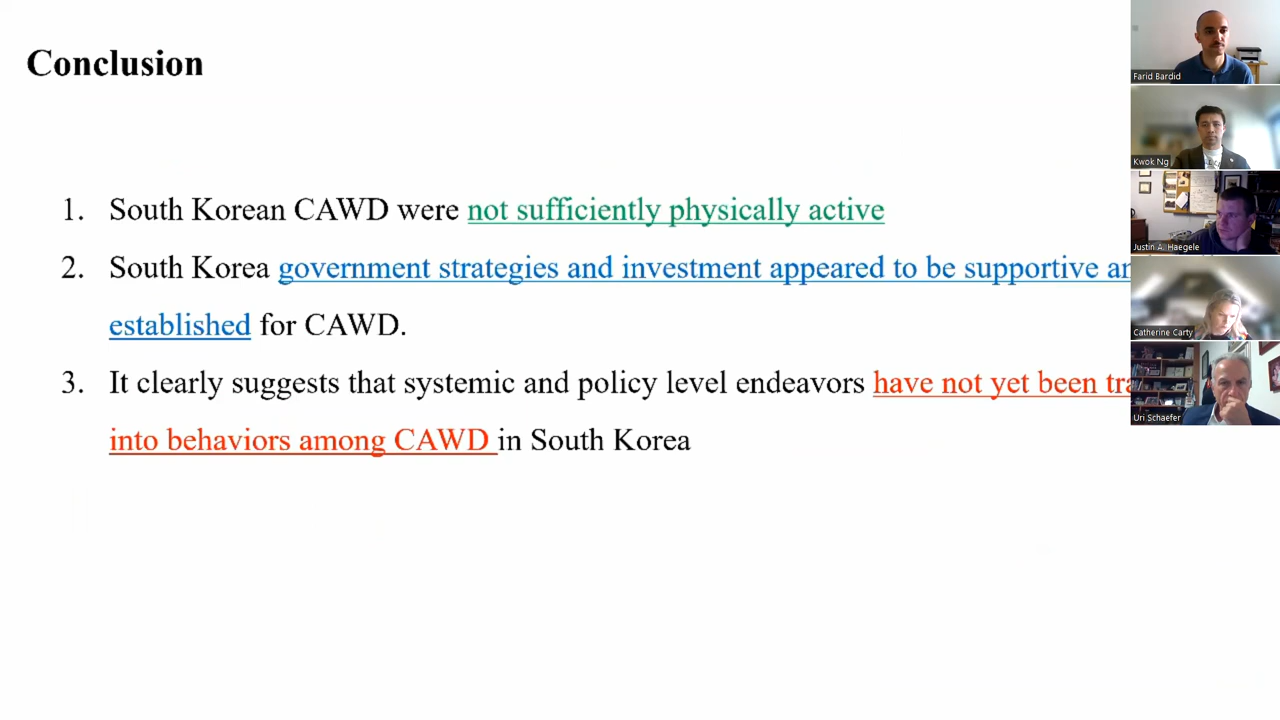 Conclusion
1. South Korean CAWD were not sufficiently physically active
2. South Korea government strategies and investment appeared to be supportive
established for CAWD.
3. It clearly suggests that systemic and policy level endeavors have not yet been
into behaviors among CAWD in South Korea
Farid Bardid
Kwok Ng
Justin A. Haegele
Catherine Carty
Uri Schaefer